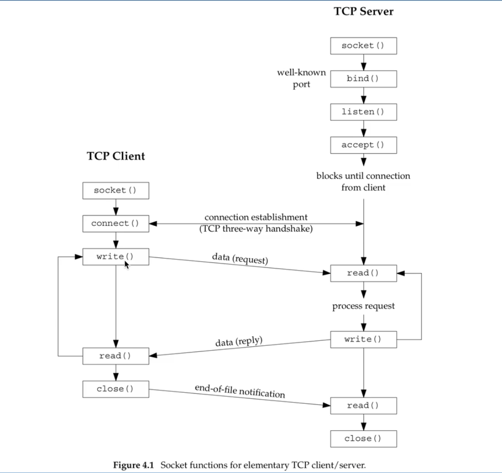 TCP Server
socket()
well-known
port
bind()
listen()
accept()
blocks until connection
from client
TCP Client
socket()
connect()
connection establishment
(TCP three-way handshake)
write()
data (request)
read()
process request
write()
data (reply)
read()
close()
end-of-file notification
read()
close()
Figure 4.1 Socket functions for elementary TCP client/server.